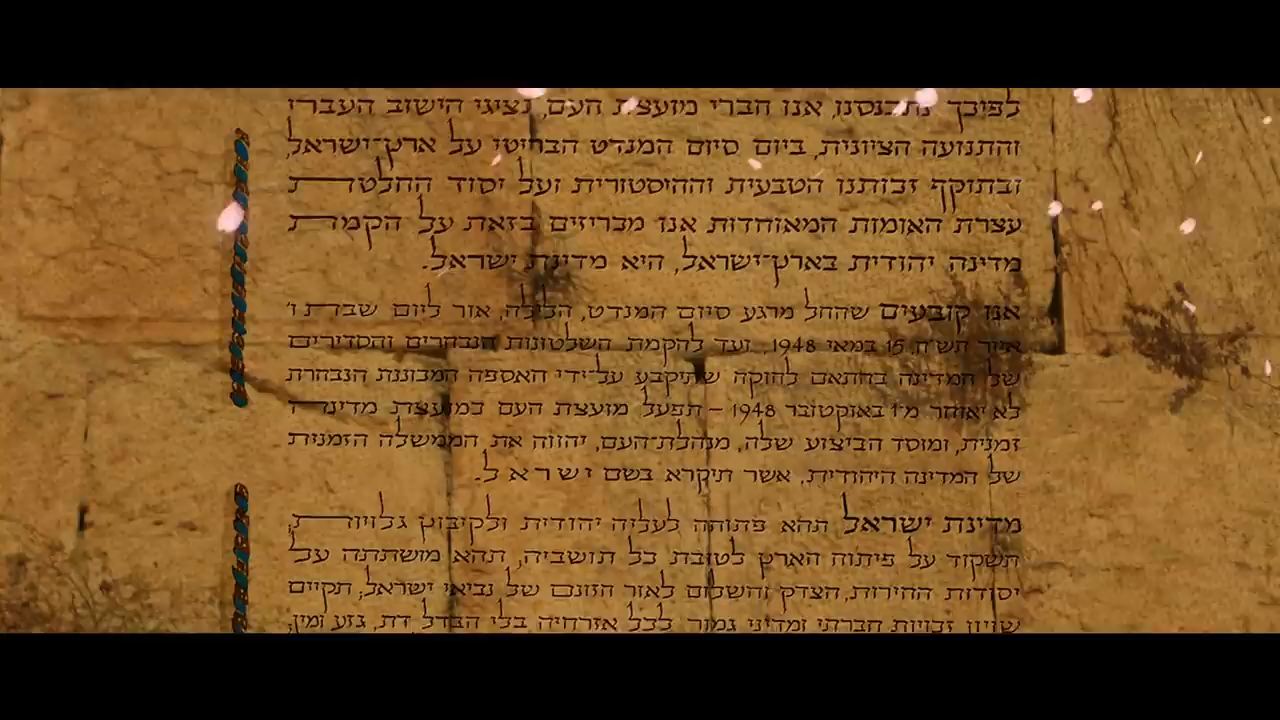 לפיכך נתכנסנו, אנו חברי מועצת העם, נציגי הישוב העברי
והתנועה הציונית, ביום סיום המנדט הבריטי על ארץ־ישראל,
ובתוקף זכותנו הטבעית וההיסטורית ועל יסוד החלטת
עצרת האומות המאוחדות אנו מכריזים בזאת על הקמת
מדינה יהודית בארץ־ישראל, היא מדינת ישראל.
אנו קובעים שהחל מרגע סיום המנדט, הלילה, אור ליום שבת ו׳
אייר תש״ח, 15 במאי 1948, ועד להקמת השלטונות הנבחרים והסדירים
של המדינה בהתאם לחוקה שתיקבע על־ידי האספה המכוננת הנבחרת
לא יאוחר מ־1 באוקטובר 1948 – תפעל מועצת העם כמועצת מדינה
זמנית, ומוסד הביצוע שלה, מנהלת־העם, יהווה את הממשלה הזמנית
של המדינה היהודית, אשר תיקרא בשם ישראל.
מדינת ישראל תהא פתוחה לעליה יהודית ולקיבוץ גלויות;
תשקוד על פיתוח הארץ לטובת כל תושביה; תהא מושתתה על
יסודות החירות, הצדק והשלום לאור חזונם של נביאי ישראל; תקיים
שויון זכויות חברתי ומדיני גמור לכל אזרחיה בלי הבדל דת, גזע ומין;